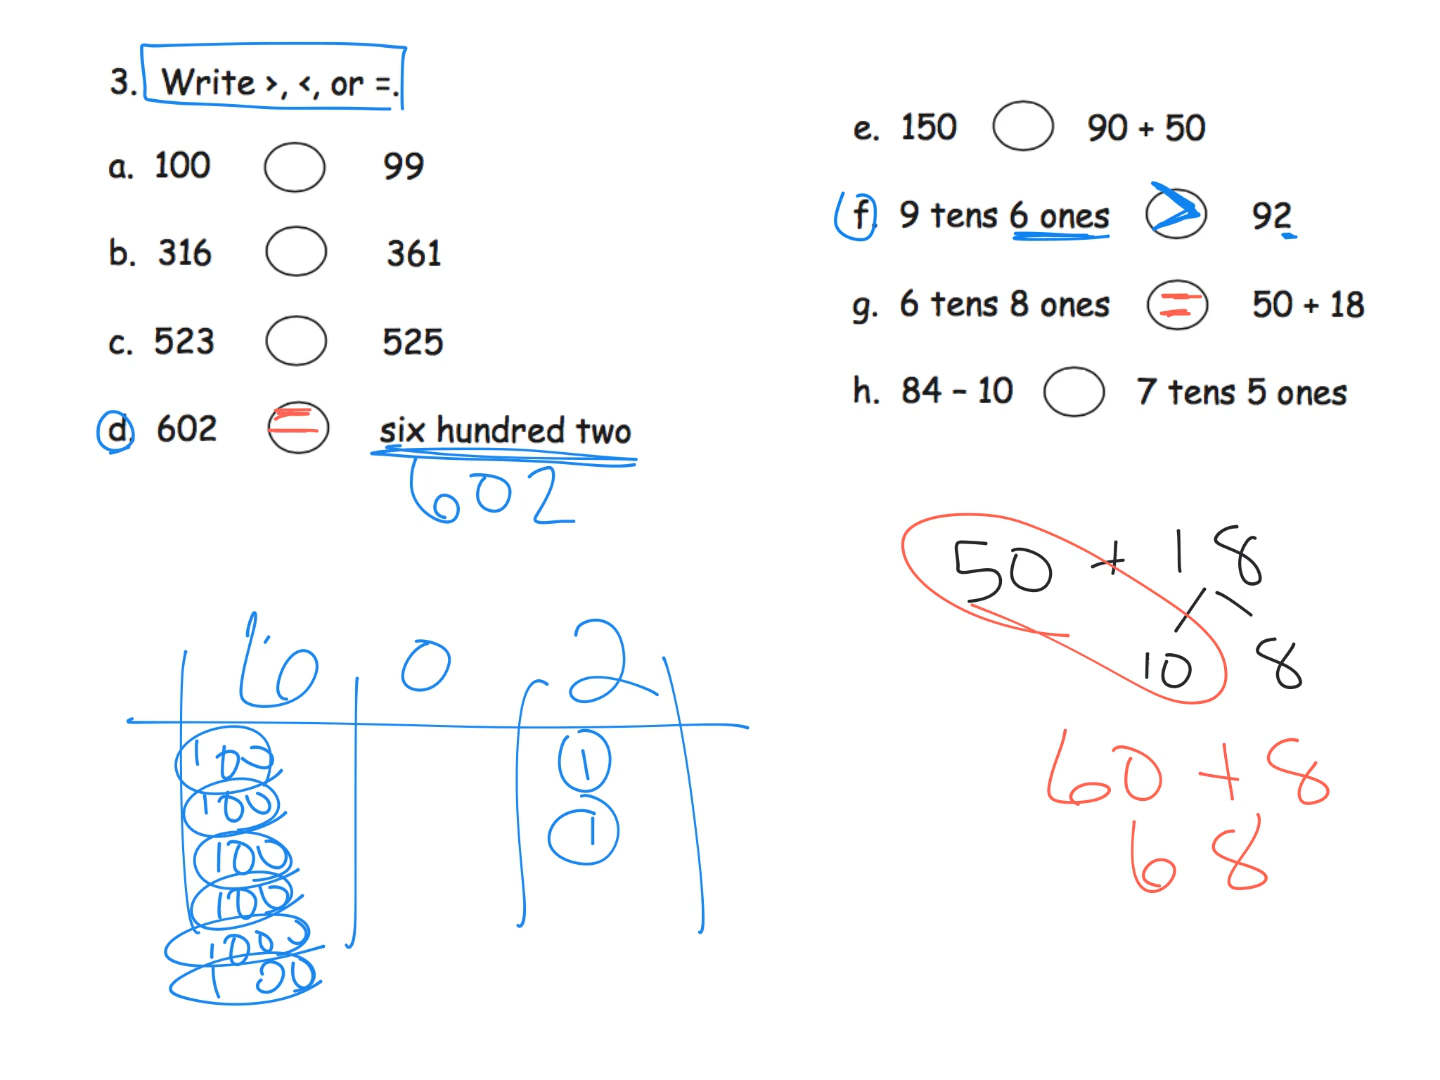 3. Write >, <, or =.
a. 100 99
b. 316 361
c. 523 525
d. 602 = six hundred two
602
6 0 2
100 1
100 1
100
100
100
100
e. 150 90 + 50
f. 9 tens 6 ones > 92
g. 6 tens 8 ones = 50 + 18
h. 84 - 10 7 tens 5 ones
50 + 18
10 8
60 + 8
68